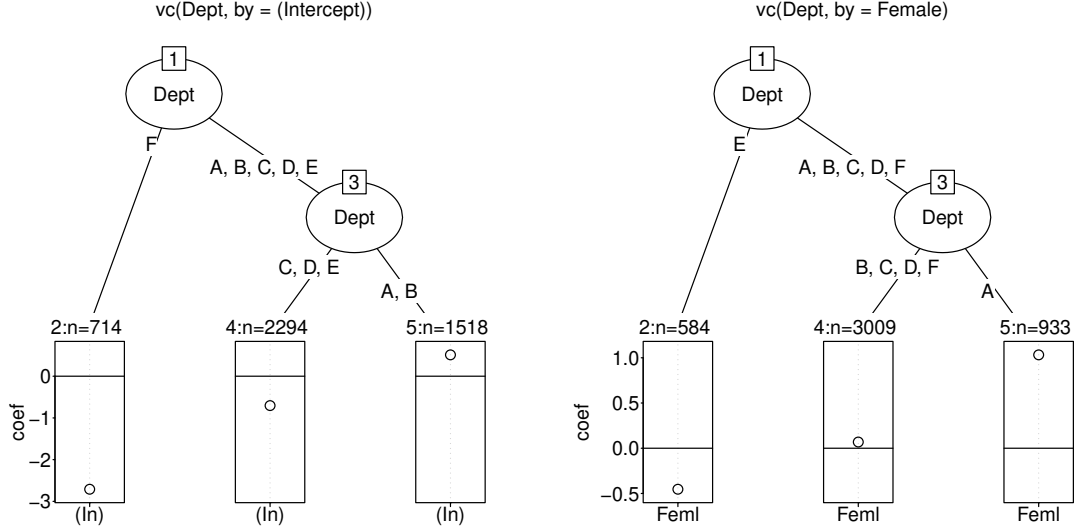 vc(Dept, by = (Intercept))
1
Dept
F
A, B, C, D, E
3
Dept
C, D, E
A, B
2:n=714
4:n=2294
5:n=1518
coef
0
−1
−2
−3
(In)
(In)
(In)
vc(Dept, by = Female)
1
Dept
E
A, B, C, D, F
3
Dept
B, C, D, F
A
2:n=584
4:n=3009
5:n=933
coef
1.0
0.5
0.0
−0.5
Feml
Feml
Feml